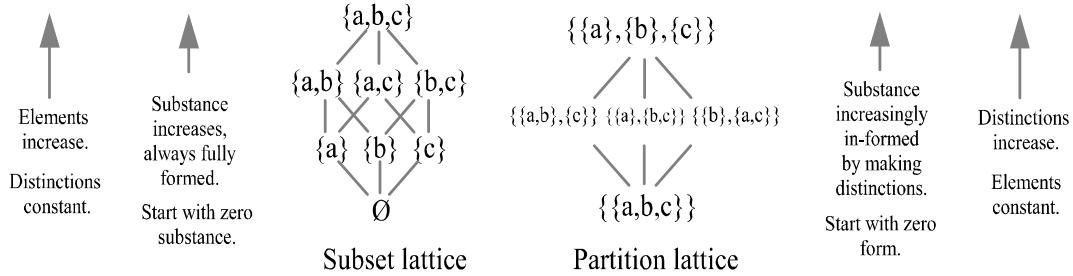 Elements
increase.
Distinctions
constant.
Substance
increases,
always fully
formed.
Start with zero
substance.
{a,b,c}
{a,b} {a,c} {b,c}
{a} {b} {c}
Ø
Subset lattice
{{a},{b},{c}}
{{a,b},{c}} {{a},{b,c}} {{b},{a,c}}
{{a,b,c}}
Partition lattice
Substance
increasingly
in-formed
by making
distinctions.
Start with zero
form.
Distinctions
increase.
Elements
constant.